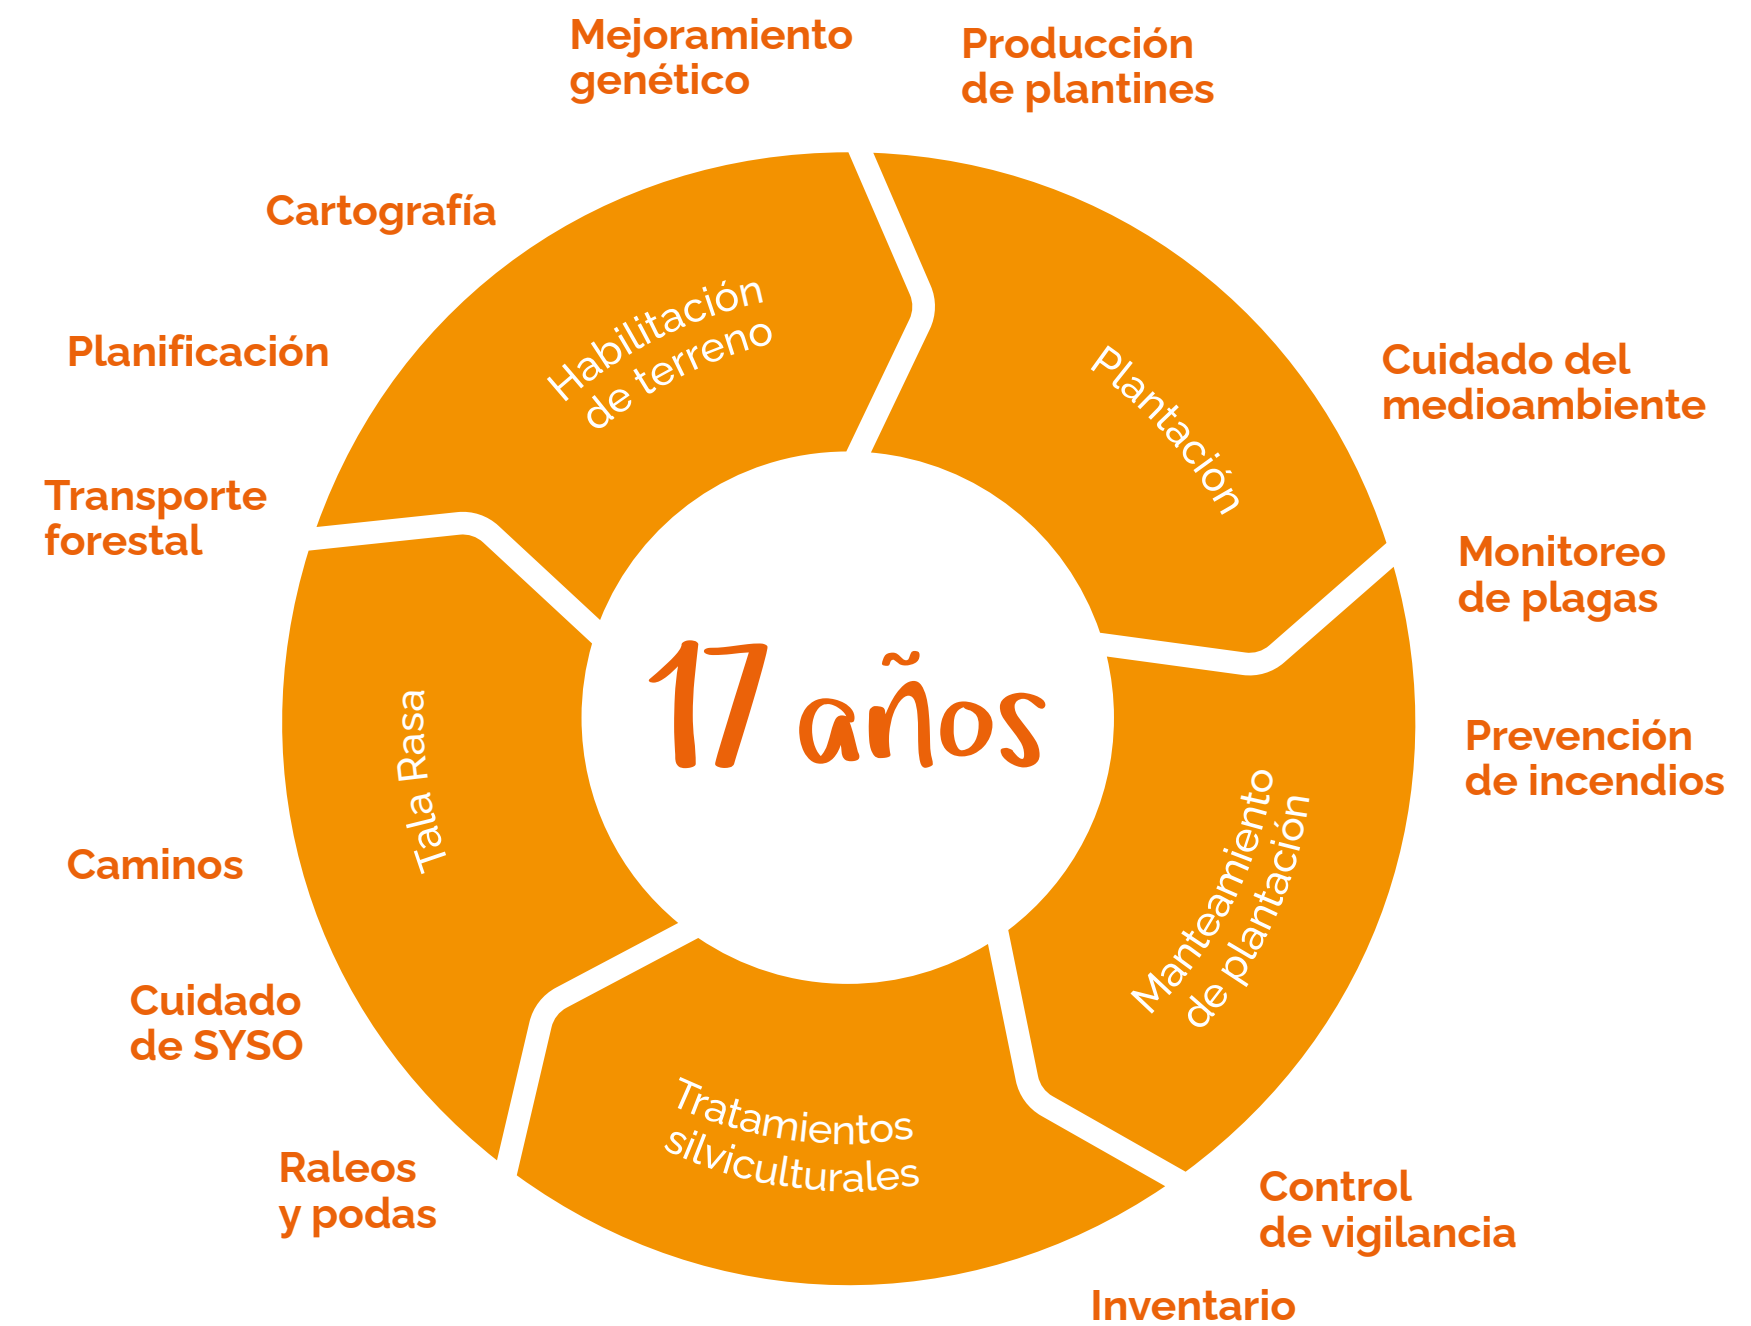 Mejoramiento
genético
Producción
de plantines
Cartografía
Planificación
Transporte
forestal
Habilitación
de terreno
Plantación
Cuidado del
medioambiente
Monitoreo
de plagas
Prevención
de incendios
17 años
Tala Rasa
Manteamiento
de plantación
Caminos
Cuidado
de SYSO
Tratamientos
silviculturales
Raleos
y podas
Control
de vigilancia
Inventario